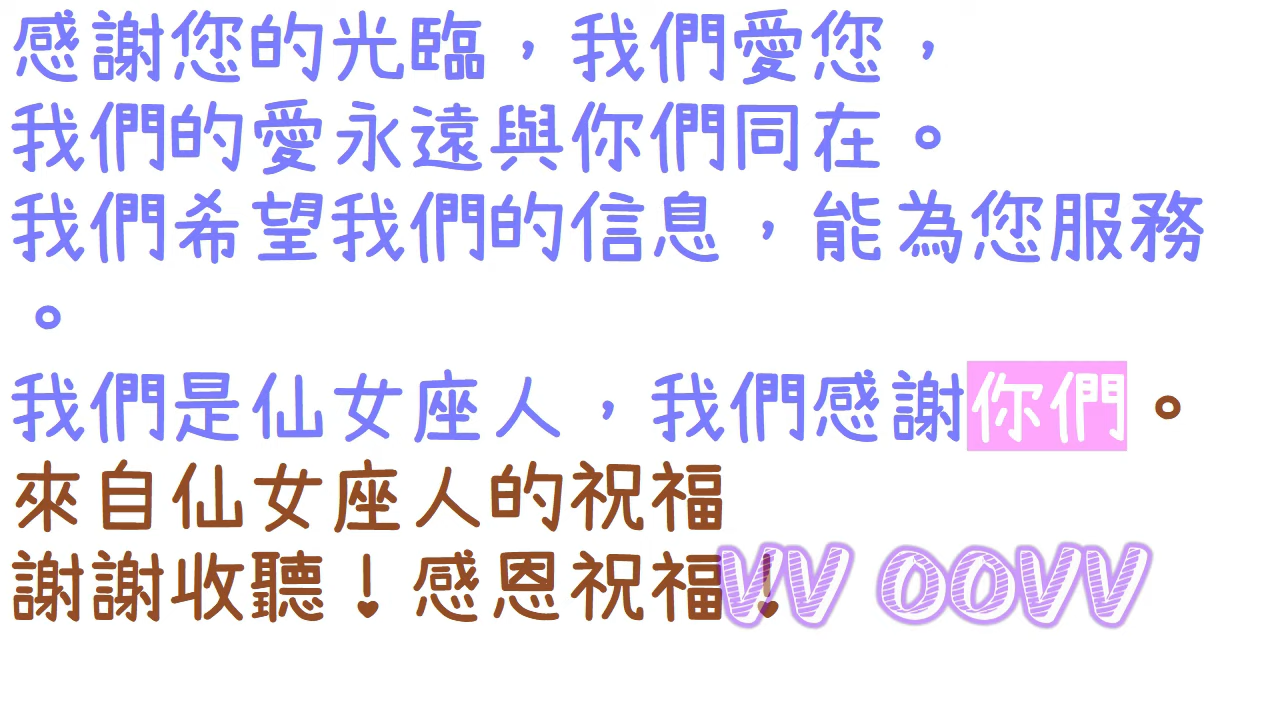 感謝您的光臨，我們愛您，
我們的愛永遠與你們同在。
我們希望我們的信息，能為您服務
。
我們是仙女座人，我們感謝你們。
來自仙女座人的祝福
謝謝收聽！感恩祝福！
VV OOVV